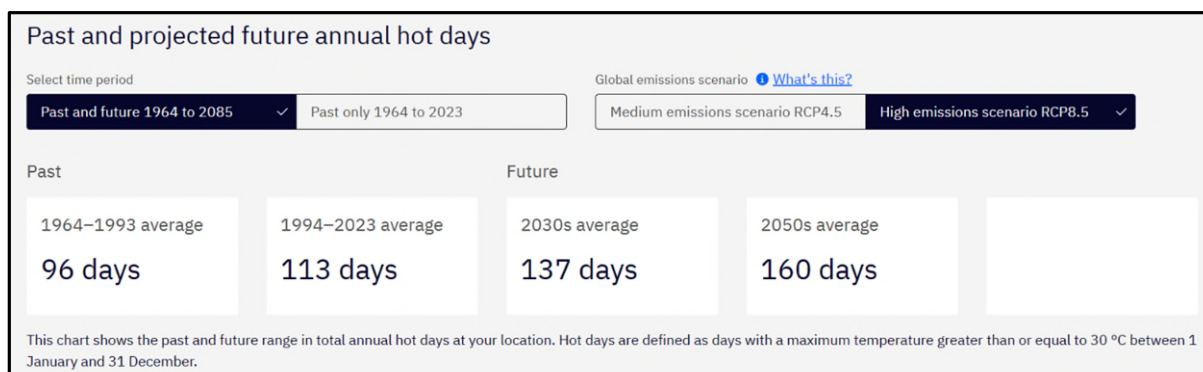 Past and projected future annual hot days
Select time period
Global emissions scenario What's this?
Past and future 1964 to 2085
Past only 1964 to 2023
Medium emissions scenario RCP4.5
High emissions scenario RCP8.5
Past
Future
1964–1993 average
96 days
1994–2023 average
113 days
2030s average
137 days
2050s average
160 days
This chart shows the past and future range in total annual hot days at your location. Hot days are defined as days with a maximum temperature greater than or equal to 30 °C between 1
January and 31 December.